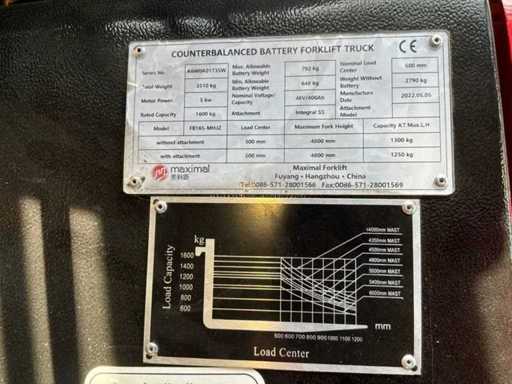 COUNTERBALANCED BATTERY FORKLIFT TRUCK
CE
Series No. Max. Allowable Battery Weight 792 kg Nominal Load Center 500 mm
Total Weight 3510 kg Min. Allowable Battery Weight 648 kg Weight Without Battery 2790 kg
Motor Power 5 kw Nominal Voltage/ Capacity 48V/400Ah Manufacture Date 2022.05.05
Rated Capacity 1600 kg Attachment Integral SS Attachment Model
Model FB16S-MHJZ Load Center Maximum Fork Height Capacity AT Max.L.H
without attachment 500 mm 4800 mm 1300 kg
with attachment 500 mm 4800 mm 1250 kg
maximal
Maximal Forklift
Fuyang · Hangzhou · China
Tel:0086-571-28001566 Fax:0086-571-28001569
kg
Load Capacity
1600
1400
1200
1000
800
600
≤4000mm MAST
4350mm MAST
4500mm MAST
4800mm MAST
5000mm MAST
5400mm MAST
6000mm MAST
500 600 700 800 900 1000 1100 1200
mm
Load Center